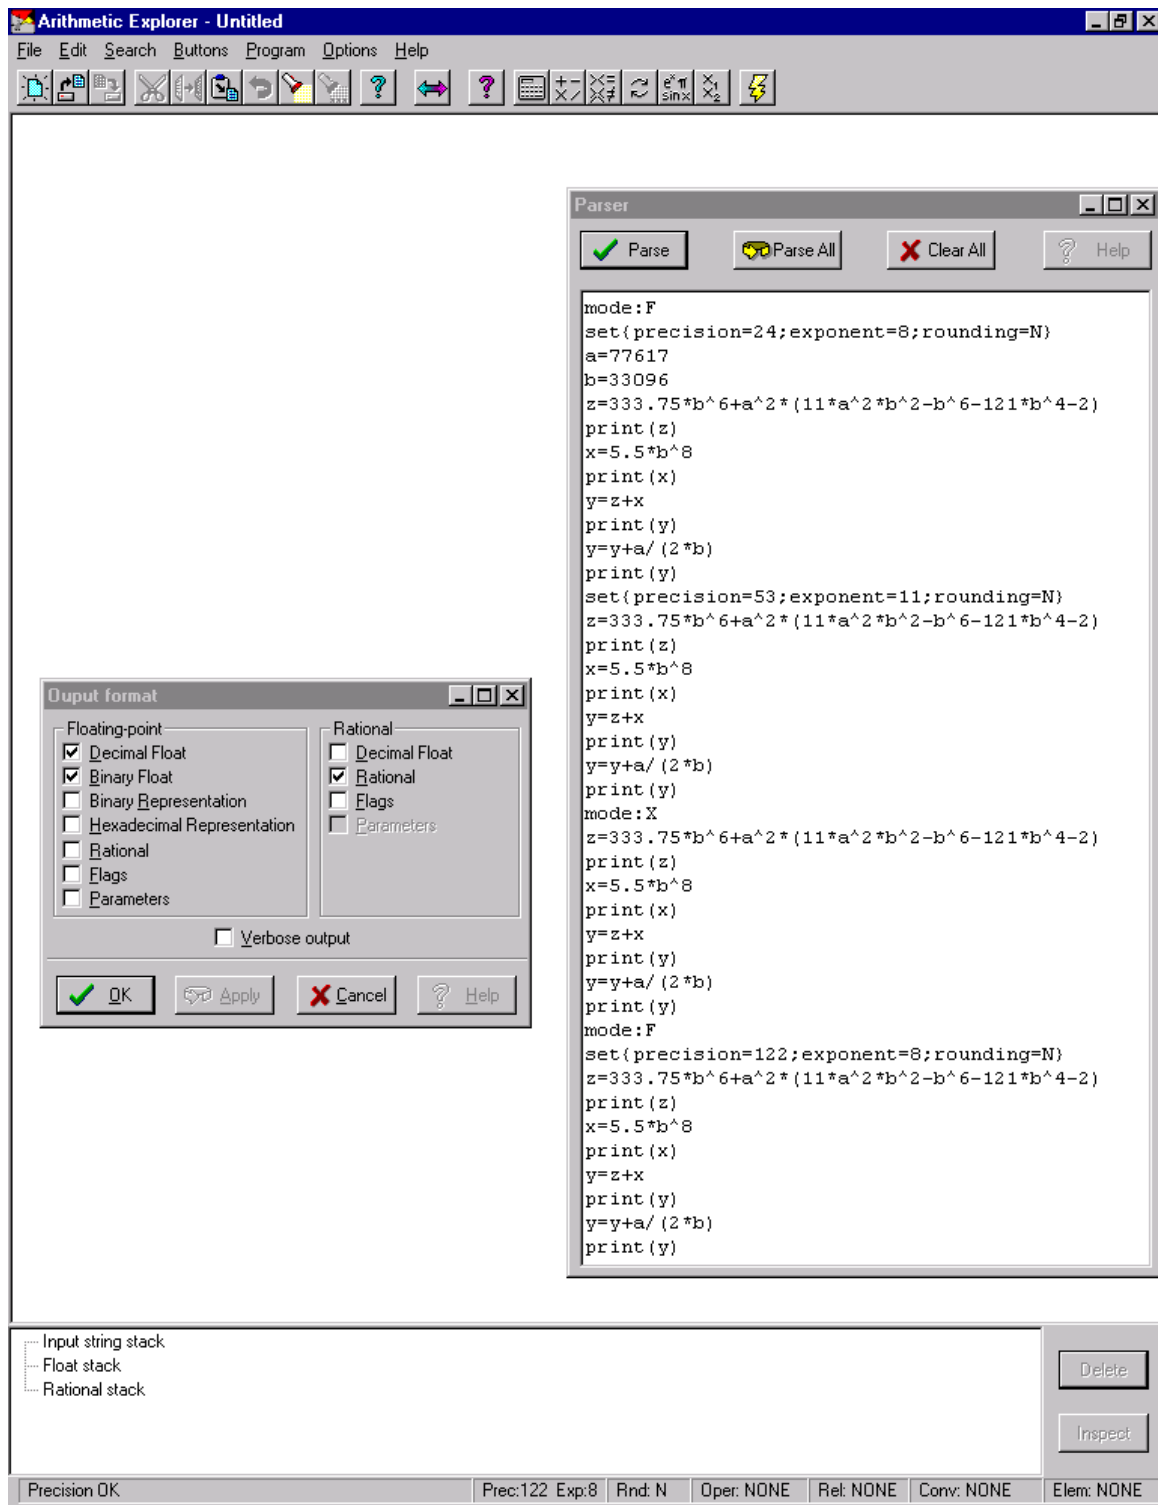 Arithmetic Explorer - Untitled
File Edit Search Buttons Program Options Help
Parser
Parse Parse All Clear All Help
mode:F
set{precision=24;exponent=8;rounding=N}
a=77617
b=33096
z=333.75*b^6+a^2*(11*a^2*b^2-b^6-121*b^4-2)
print(z)
x=5.5*b^8
print(x)
y=z+x
print(y)
y=y+a/(2*b)
print(y)
set{precision=53;exponent=11;rounding=N}
z=333.75*b^6+a^2*(11*a^2*b^2-b^6-121*b^4-2)
print(z)
x=5.5*b^8
print(x)
y=z+x
print(y)
y=y+a/(2*b)
print(y)
mode:X
z=333.75*b^6+a^2*(11*a^2*b^2-b^6-121*b^4-2)
print(z)
x=5.5*b^8
print(x)
y=z+x
print(y)
y=y+a/(2*b)
print(y)
mode:F
set{precision=122;exponent=8;rounding=N}
z=333.75*b^6+a^2*(11*a^2*b^2-b^6-121*b^4-2)
print(z)
x=5.5*b^8
print(x)
y=z+x
print(y)
y=y+a/(2*b)
print(y)
Ouput format
Floating-point
Decimal Float
Binary Float
Binary Representation
Hexadecimal Representation
Rational
Flags
Parameters
Rational
Decimal Float
Rational
Flags
Parameters
Verbose output
OK Apply Cancel Help
Input string stack
Float stack
Rational stack
Delete
Inspect
Precision OK Prec:122 Exp:8 Rnd: N Oper: NONE Rel: NONE Conv: NONE Elem: NONE